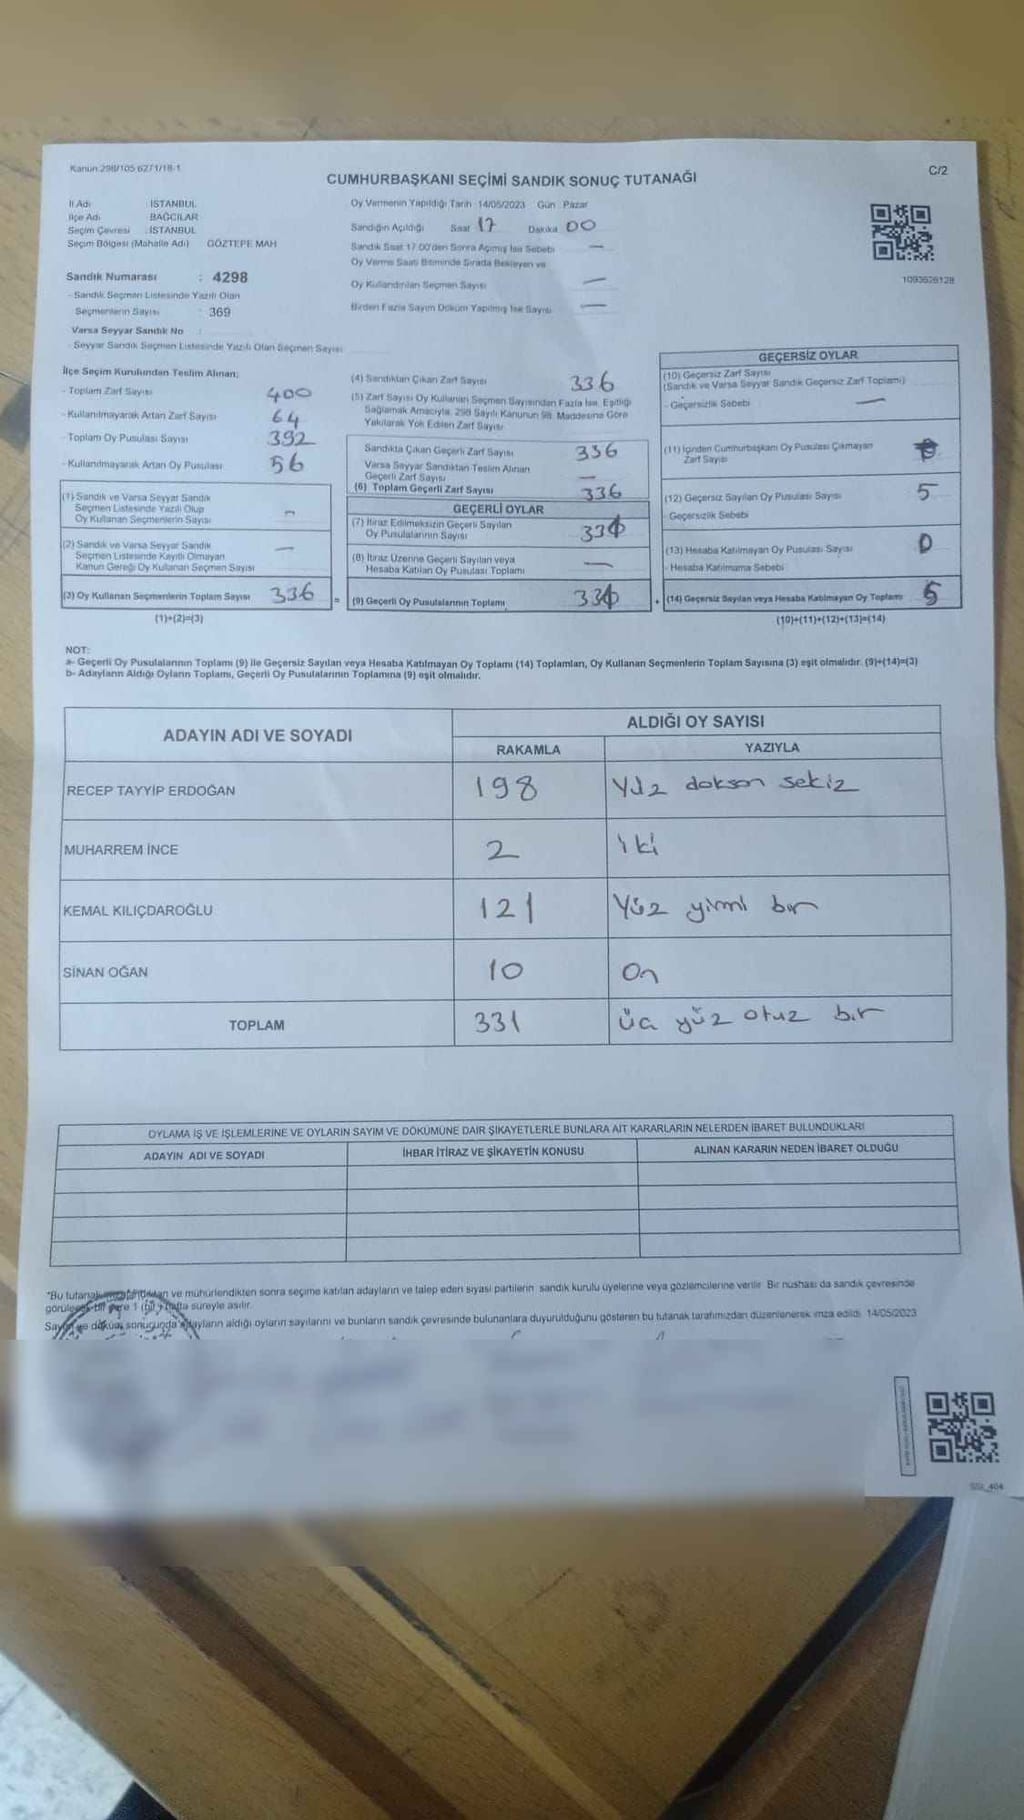 Kanun:298/105 6271/18-1
C/2
CUMHURBAŞKANI SEÇİMİ SANDIK SONUÇ TUTANAĞI
İl Adı : İSTANBUL
İlçe Adı : BAĞCILAR
Seçim Çevresi : İSTANBUL
Seçim Bölgesi (Mahalle Adı) GÖZTEPE MAH
Sandık Numarası : 4298
- Sandık Seçmen Listesinde Yazılı Olan
Seçmenlerin Sayısı : 369
Varsa Seyyar Sandık No :
- Seyyar Sandık Seçmen Listesinde Yazılı Olan Seçmen Sayısı
Oy Vermenin Yapıldığı Tarih :14/05/2023 Gün : Pazar
Sandığın Açıldığı Saat 17 Dakika 00
Sandık Saat 17:00'den Sonra Açımış İse Sebebi —
Oy Verme Saati Bitiminde Sırada Bekleyen ve
Oy Kullandırılan Seçmen Sayısı —
Birden Fazla Sayım Döküm Yapılmış İse Sayısı —
1093626128
İlçe Seçim Kurulundan Teslim Alınan;
- Toplam Zarf Sayısı 400
- Kullanılmayarak Artan Zarf Sayısı 64
- Toplam Oy Pusulası Sayısı 392
- Kullanılmayarak Artan Oy Pusulası 56
(1) Sandık ve Varsa Seyyar Sandık
Seçmen Listesinde Yazılı Olup
Oy Kullanan Seçmenlerin Sayısı —
(2) Sandık ve Varsa Seyyar Sandık
Seçmen Listesinde Kayıtlı Olmayan
Kanun Gereği Oy Kullanan Seçmen Sayısı —
(3) Oy Kullanan Seçmenlerin Toplam Sayısı 336
(1)+(2)=(3)
(4) Sandıktan Çıkan Zarf Sayısı 336
(5) Zarf Sayısı Oy Kullanan Seçmen Sayısından Fazla İse, Eşitliği
Sağlamak Amacıyla, 298 Sayılı Kanunun 98. Maddesine Göre
Yakılarak Yok Edilen Zarf Sayısı
Sandıkta Çıkan Geçerli Zarf Sayısı 336
Varsa Seyyar Sandıktan Teslim Alınan
Geçerli Zarf Sayısı —
(6) Toplam Geçerli Zarf Sayısı 336
GEÇERLİ OYLAR
(7) İtiraz Edilmeksizin Geçerli Sayılan
Oy Pusulalarının Sayısı
(8) İtiraz Üzerine Geçerli Sayılan veya
Hesaba Katılan Oy Pusulası Toplamı —
= (9) Geçerli Oy Pusulalarının Toplamı
GEÇERSİZ OYLAR
(10) Geçersiz Zarf Sayısı
(Sandık ve Varsa Seyyar Sandık Geçersiz Zarf Toplamı)
- Geçersizlik Sebebi —
(11) İçinden Cumhurbaşkanı Oy Pusulası Çıkmayan
Zarf Sayısı
(12) Geçersiz Sayılan Oy Pusulası Sayısı 5
- Geçersizlik Sebebi
(13) Hesaba Katılmayan Oy Pusulası Sayısı 0
- Hesaba Katılmama Sebebi
+ (14) Geçersiz Sayılan veya Hesaba Katılmayan Oy Toplamı 5
(10)+(11)+(12)+(13)=(14)
NOT:
a- Geçerli Oy Pusulalarının Toplamı (9) ile Geçersiz Sayılan veya Hesaba Katılmayan Oy Toplamı (14) Toplamları, Oy Kullanan Seçmenlerin Toplam Sayısına (3) eşit olmalıdır. (9)+(14)=(3)
b- Adayların Aldığı Oyların Toplamı, Geçerli Oy Pusulalarının Toplamına (9) eşit olmalıdır.
ADAYIN ADI VE SOYADI ALDIĞI OY SAYISI
RAKAMLA YAZIYLA
RECEP TAYYİP ERDOĞAN 198 Yüz doksan sekiz
MUHARREM İNCE 2 iki
KEMAL KILIÇDAROĞLU 121 Yüz yirmi bir
SİNAN OĞAN 10 On
TOPLAM 331 üç yüz otuz bir
OYLAMA İŞ VE İŞLEMLERİNE VE OYLARIN SAYIM VE DÖKÜMÜNE DAİR ŞİKAYETLERLE BUNLARA AİT KARARLARIN NELERDEN İBARET BULUNDUKLARI
ADAYIN ADI VE SOYADI İHBAR İTİRAZ VE ŞİKAYETİN KONUSU ALINAN KARARIN NEDEN İBARET OLDUĞU
"Bu tutanak ve mühürlendikten sonra seçime katılan adayların ve talep eden siyasi partilerin sandık kurulu üyelerine veya gözlemcilerine verilir. Bir nüshası da sandık çevresinde
bir yere 1 (bir) hafta süreyle asılır.
Sayım ve döküm sonucunda adayların aldığı oyların sayılarını ve bunların sandık çevresinde bulunanlara duyurulduğunu gösteren bu tutanak tarafımızdan düzenlenerek imza edildi. 14/05/2023